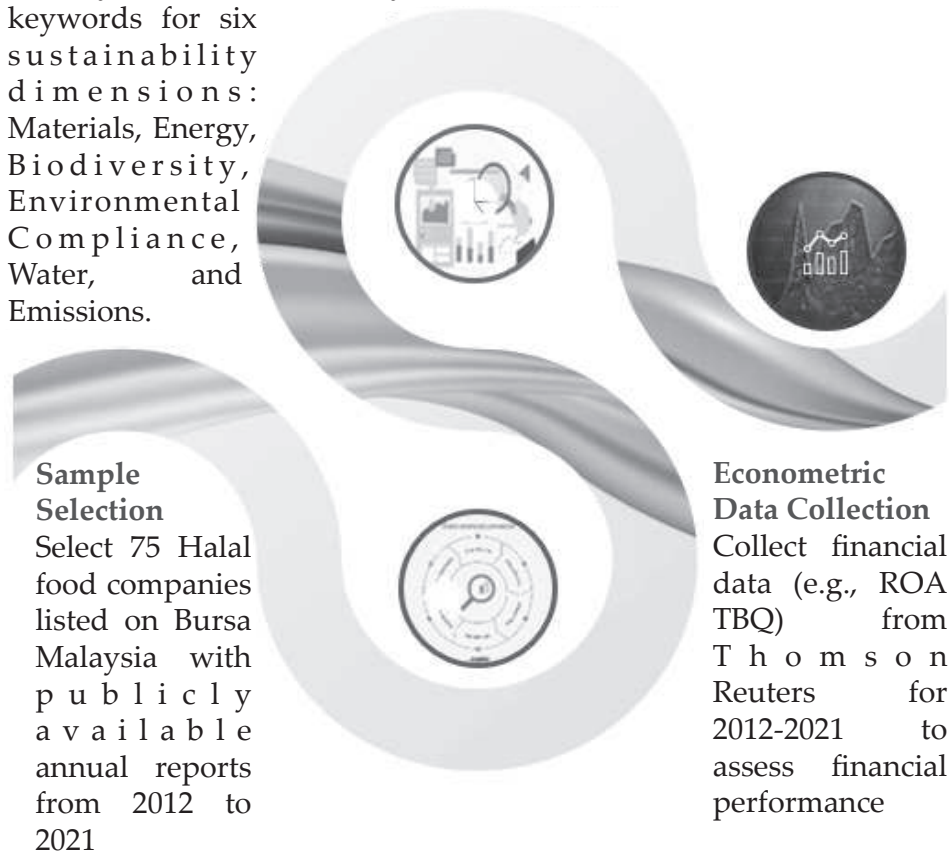 keywords for six
sustainability
dimensions:
Materials, Energy,
Biodiversity,
Environmental
Compliance,
Water, and
Emissions.
Sample
Selection
Select 75 Halal
food companies
listed on Bursa
Malaysia with
publicly
available
annual reports
from 2012 to
2021
Econometric
Data Collection
Collect financial
data (e.g., ROA
TBQ) from
Thomson
Reuters for
2012-2021 to
assess financial
performance